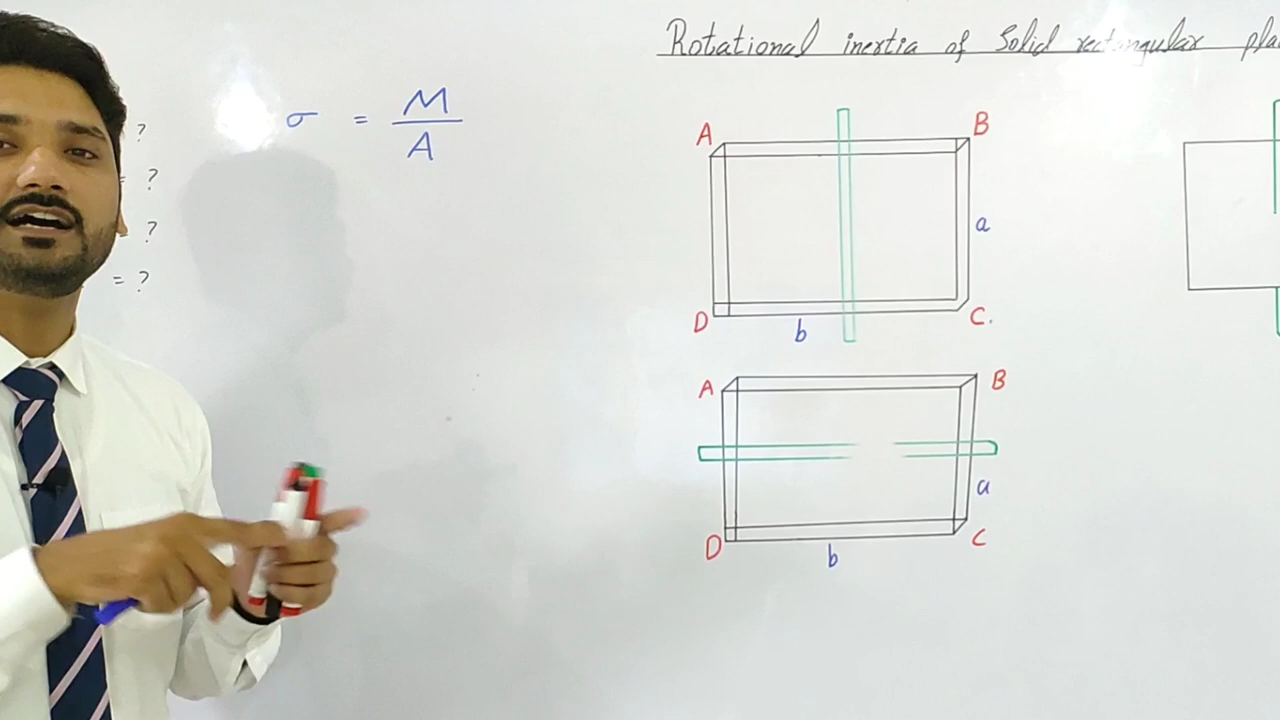 Rotational inertia of Solid rectangular
?
= ?
?
= ?
σ = M
A
A
B
a
D
b
C.
A
B
a
D
b
C